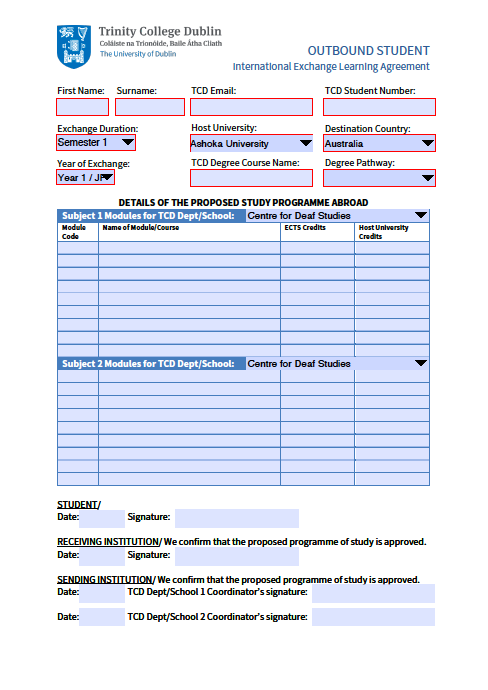 Trinity College Dublin
Coláiste na Tríonóide, Baile Átha Cliath
The University of Dublin
OUTBOUND STUDENT
International Exchange Learning Agreement
First Name: Surname: TCD Email: TCD Student Number:
Exchange Duration: Host University: Destination Country:
Semester 1 Ashoka University Australia
Year of Exchange: TCD Degree Course Name: Degree Pathway:
Year 1 / JF
DETAILS OF THE PROPOSED STUDY PROGRAMME ABROAD
Subject 1 Modules for TCD Dept/School: Centre for Deaf Studies
Module Code Name of Module/Course ECTS Credits Host University Credits
Subject 2 Modules for TCD Dept/School: Centre for Deaf Studies
STUDENT/
Date: Signature:
RECEIVING INSTITUTION/ We confirm that the proposed programme of study is approved.
Date: Signature:
SENDING INSTITUTION/ We confirm that the proposed programme of study is approved.
Date: TCD Dept/School 1 Coordinator's signature:
Date: TCD Dept/School 2 Coordinator's signature: